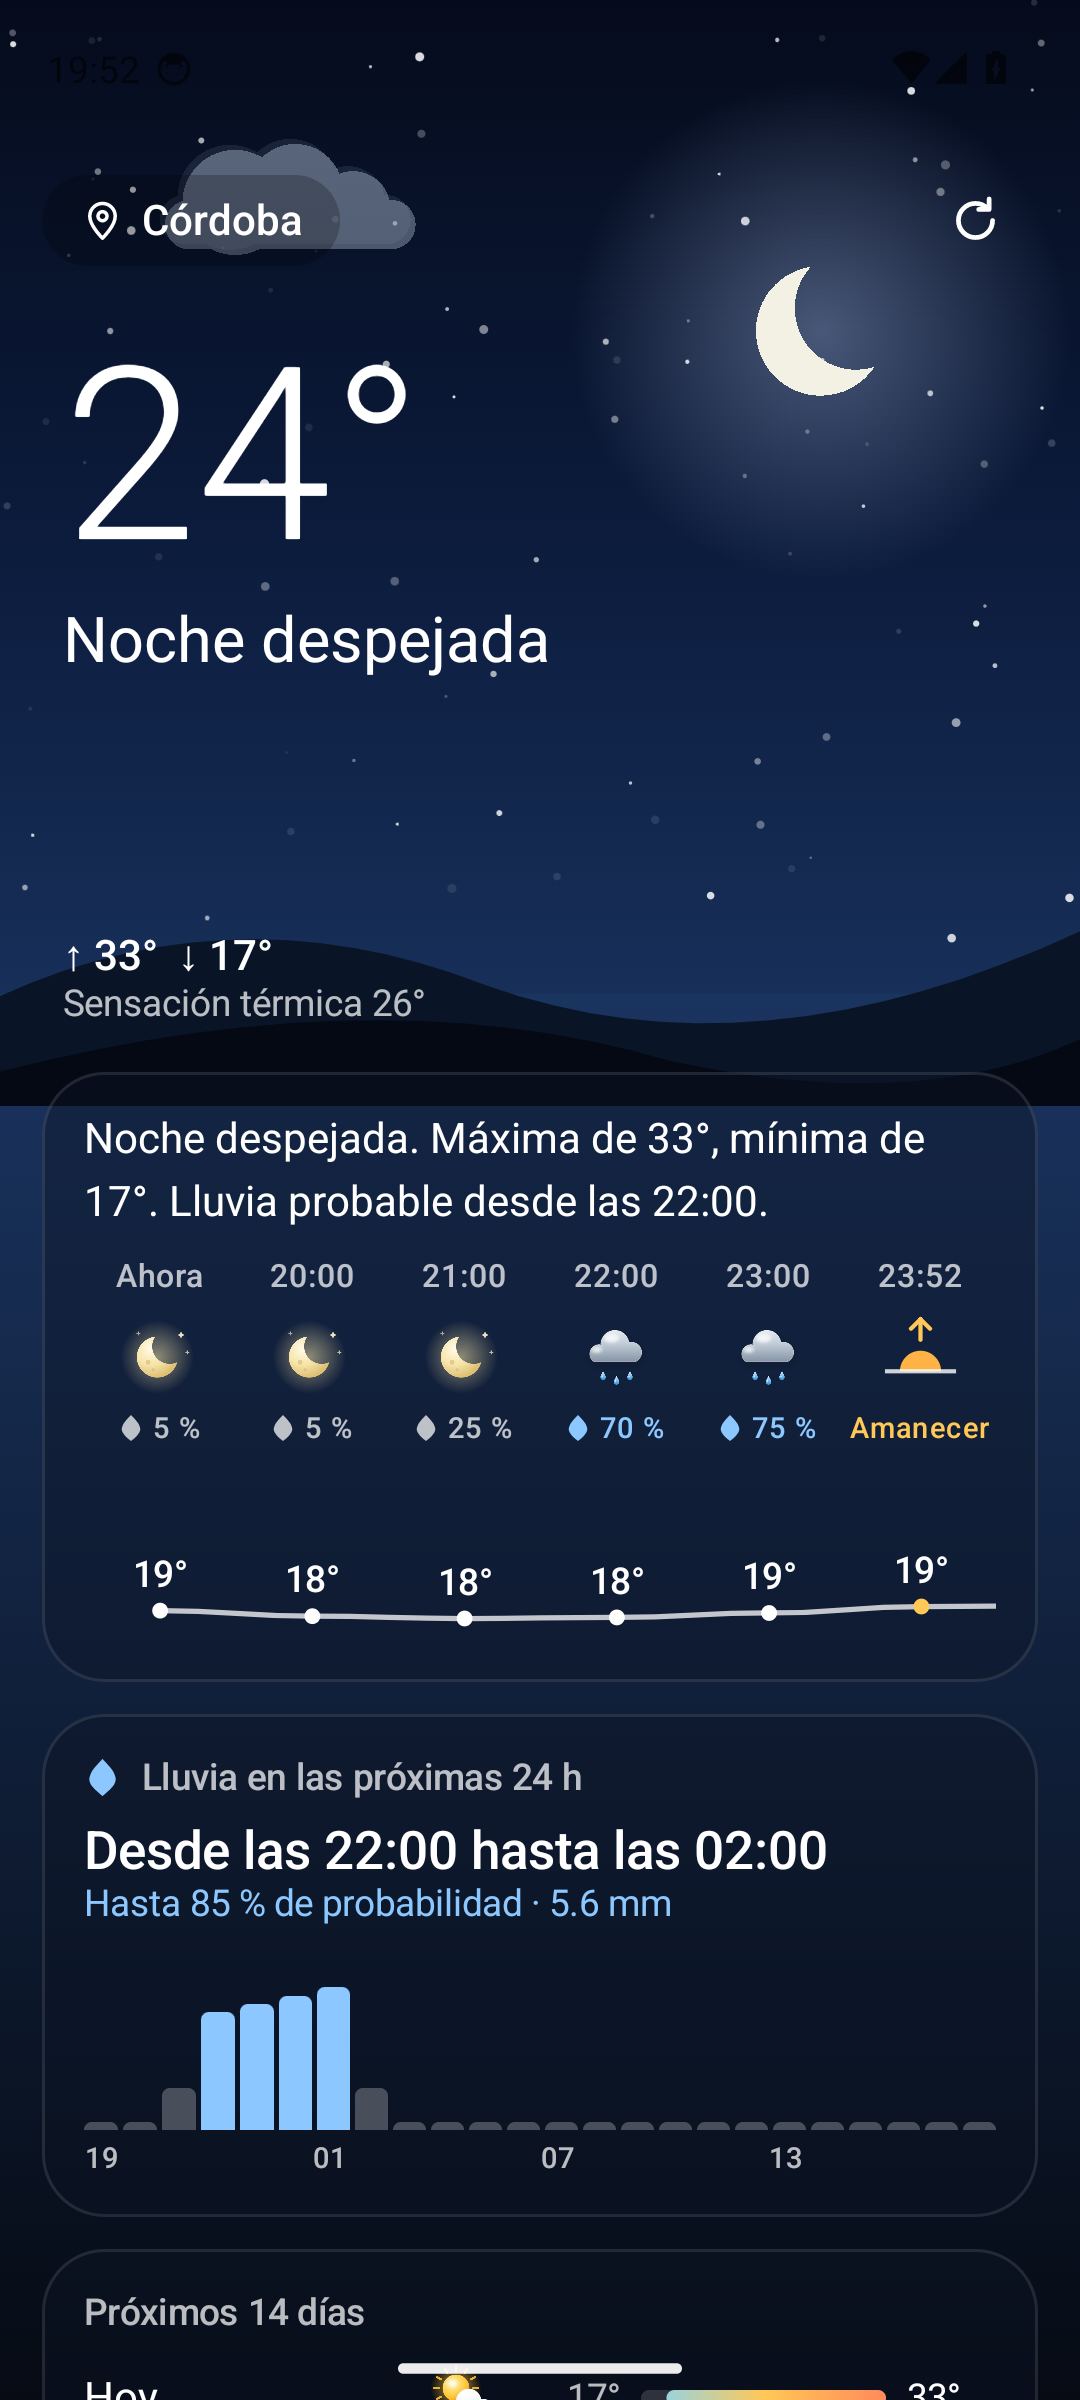 19:52
Córdoba
24°
Noche despejada
↑ 33° ↓ 17°
Sensación térmica 26°
Noche despejada. Máxima de 33°, mínima de
17°. Lluvia probable desde las 22:00.
Ahora 20:00 21:00 22:00 23:00 23:52
5 % 5 % 25 % 70 % 75 % Amanecer
19° 18° 18° 18° 19° 19°
Lluvia en las próximas 24 h
Desde las 22:00 hasta las 02:00
Hasta 85 % de probabilidad · 5.6 mm
19 01 07 13
Próximos 14 días
Hoy 17° 33°